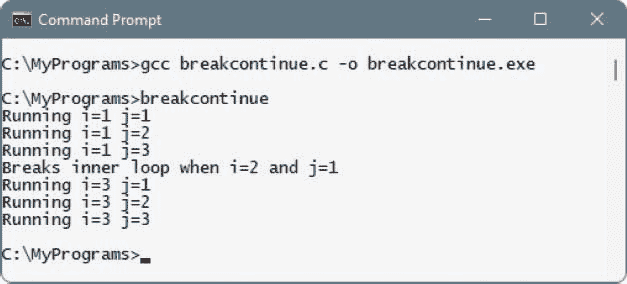 Command Prompt
C:\MyPrograms>gcc breakcontinue.c -o breakcontinue.exe
C:\MyPrograms>breakcontinue
Running i=1 j=1
Running i=1 j=2
Running i=1 j=3
Breaks inner loop when i=2 and j=1
Running i=3 j=1
Running i=3 j=2
Running i=3 j=3
C:\MyPrograms>